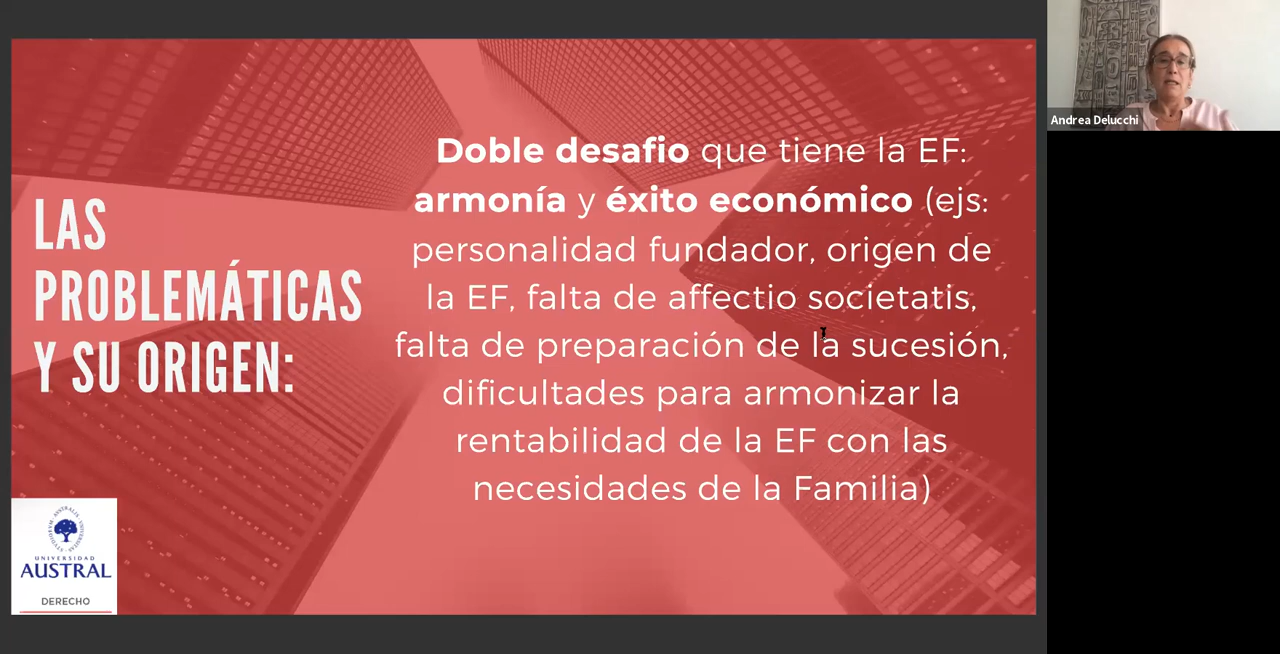 LAS
PROBLEMÁTICAS
Y SU ORIGEN:
Doble desafio que tiene la EF:
armonía y éxito económico (ejs:
personalidad fundador, origen de
la EF, falta de affectio societatis,
falta de preparación de la sucesión,
dificultades para armonizar la
rentabilidad de la EF con las
necesidades de la Familia)
UNIVERSIDAD
AUSTRAL
DERECHO
Andrea Delucchi